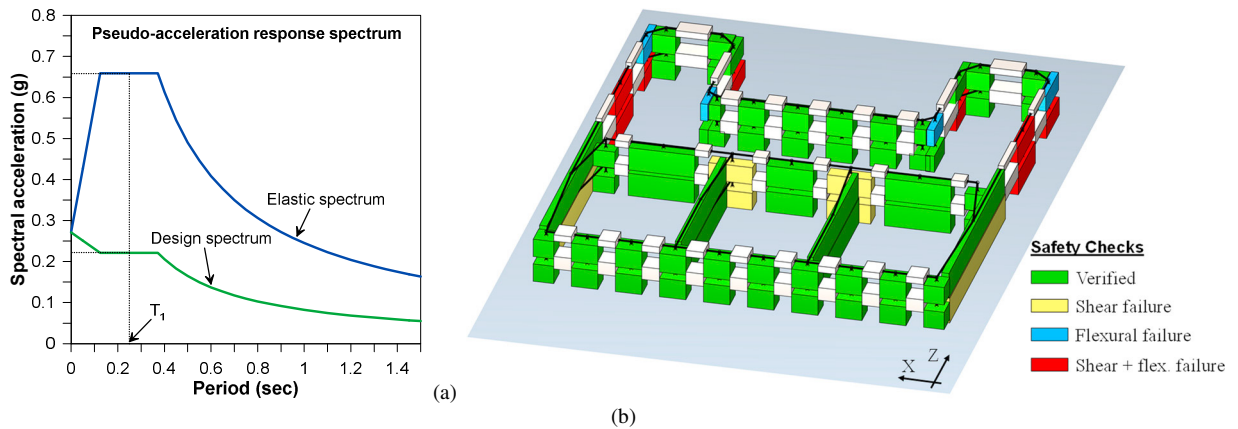 Pseudo-acceleration response spectrum
Spectral acceleration (g)
0.8
0.7
0.6
0.5
0.4
0.3
0.2
0.1
0
Elastic spectrum
Design spectrum
T1
0 0.2 0.4 0.6 0.8 1 1.2 1.4
Period (sec)
(a)
Safety Checks
Verified
Shear failure
Flexural failure
Shear + flex. failure
X
Z
(b)